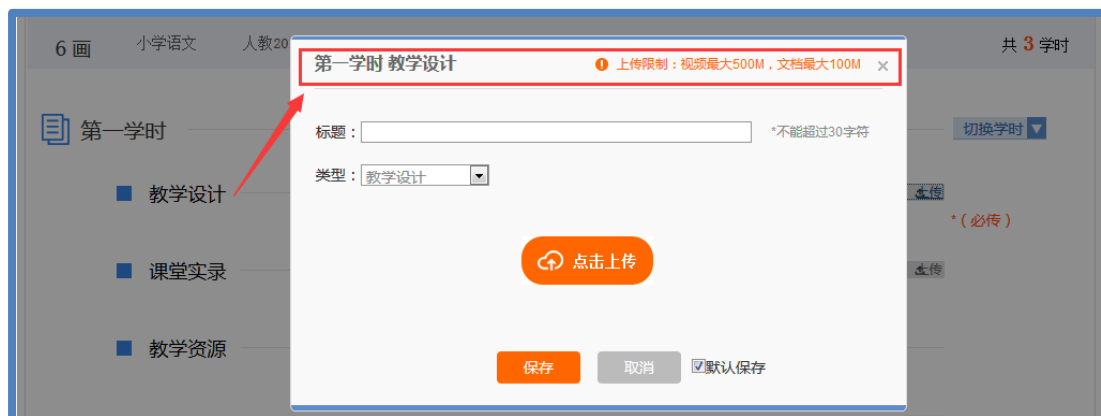 6 画 小学语文 人教20 共 3 学时
第一学时 教学设计 上传限制：视频最大500M，文档最大100M ×
第一学时 切换学时
标题： *不能超过30字符
类型： 教学设计
教学设计 上传
*（必传）
点击上传
课堂实录 上传
教学资源
保存 取消 默认保存